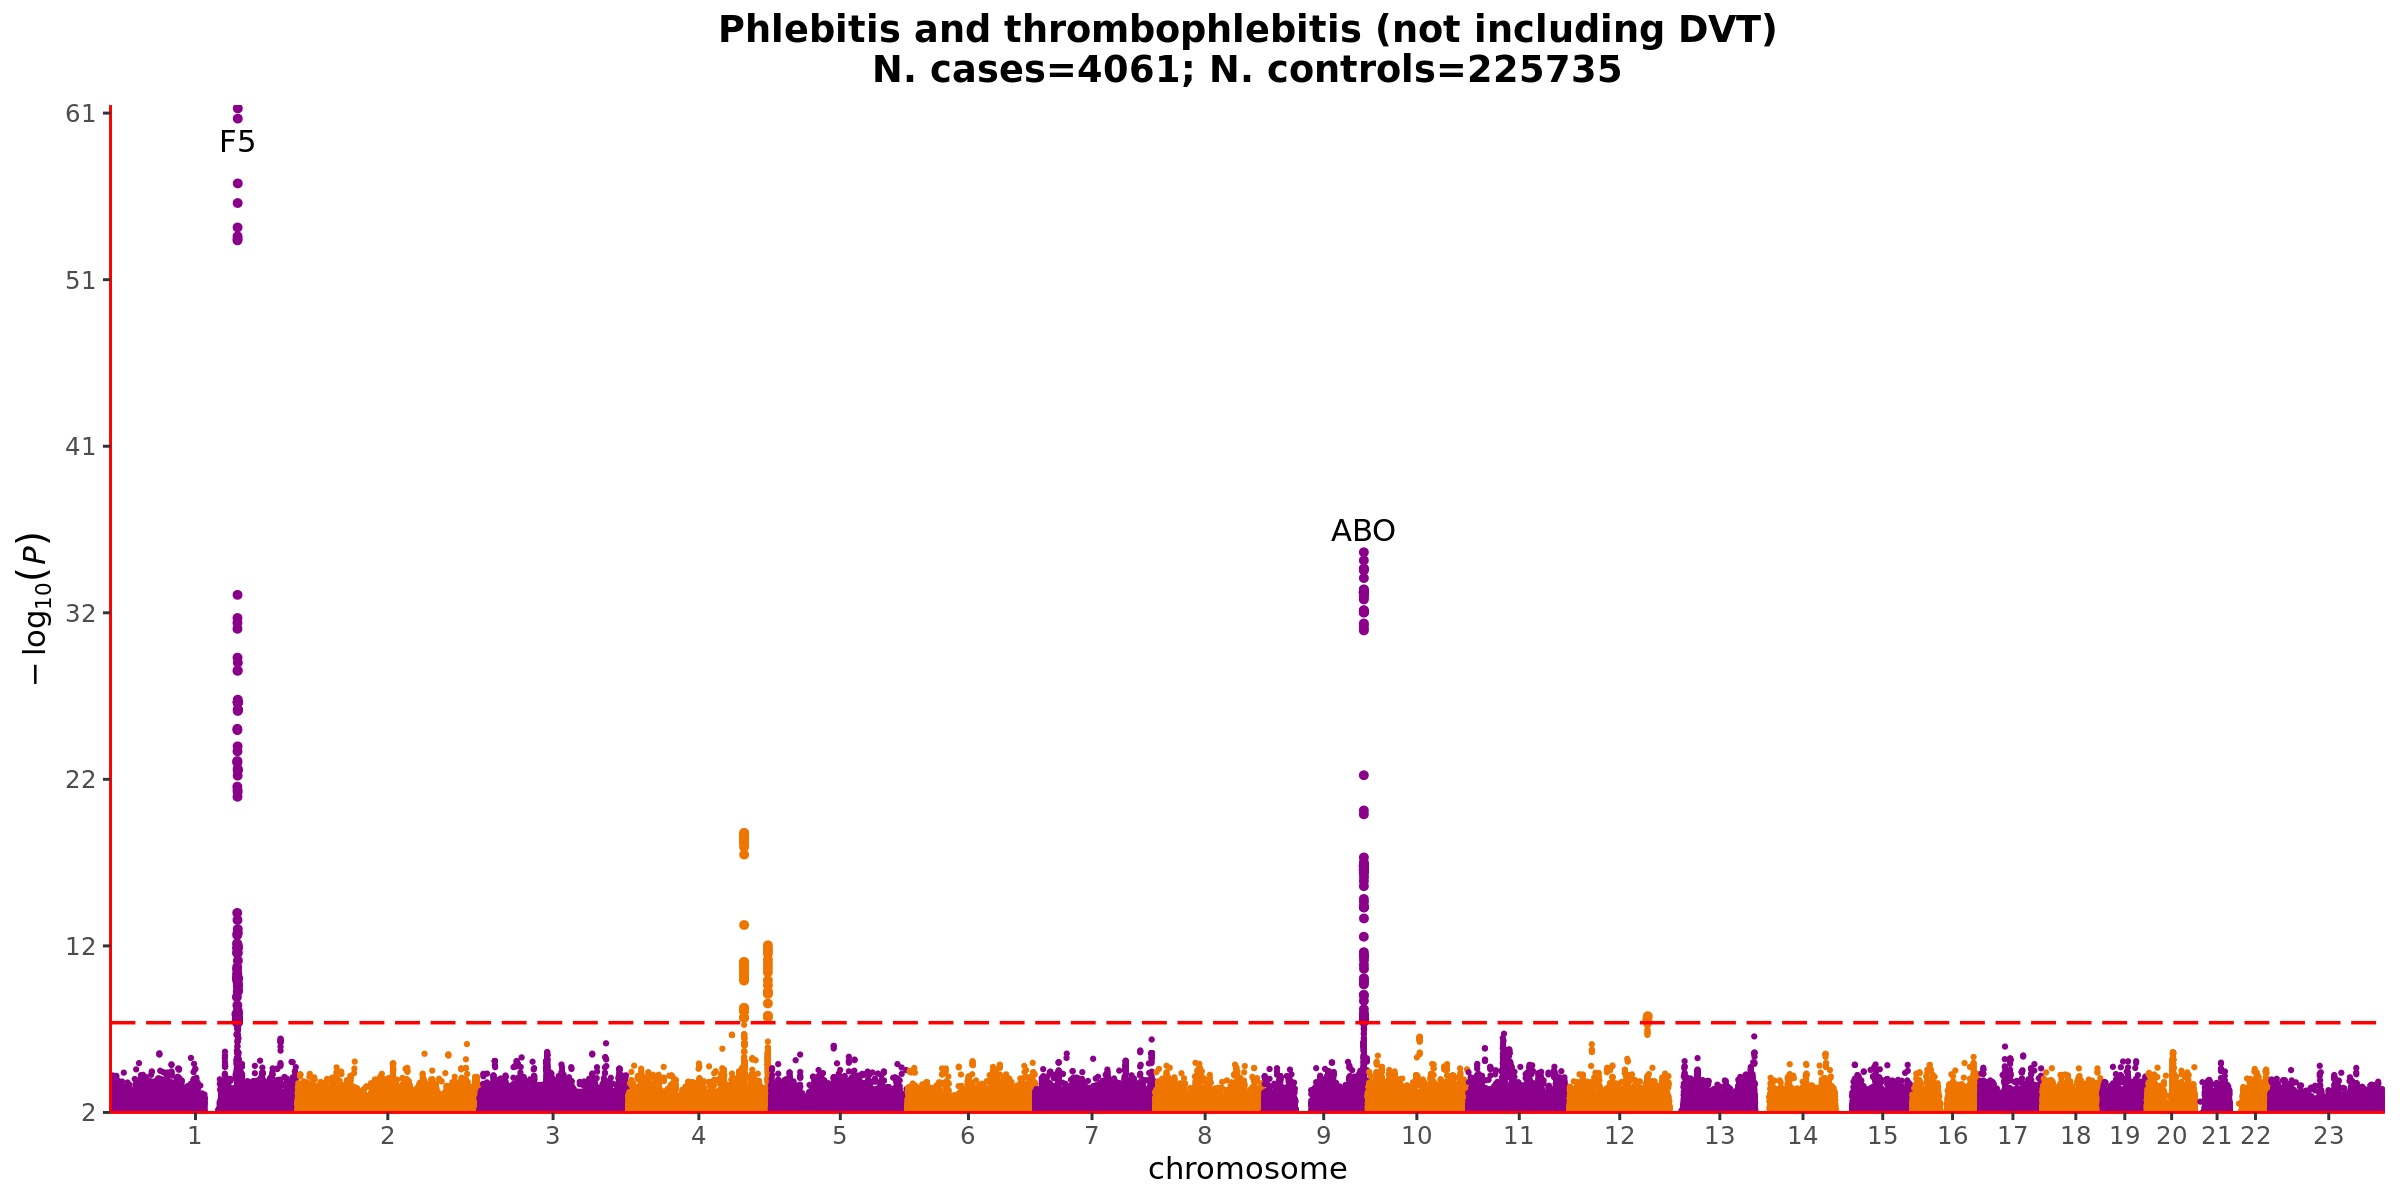 Phlebitis and thrombophlebitis (not including DVT)
N. cases=4061; N. controls=225735
61
F5
51
41
ABO
32
22
12
2
−log10(P)
1 2 3 4 5 6 7 8 9 10 11 12 13 14 15 16 17 18 19 20 21 22 23
chromosome